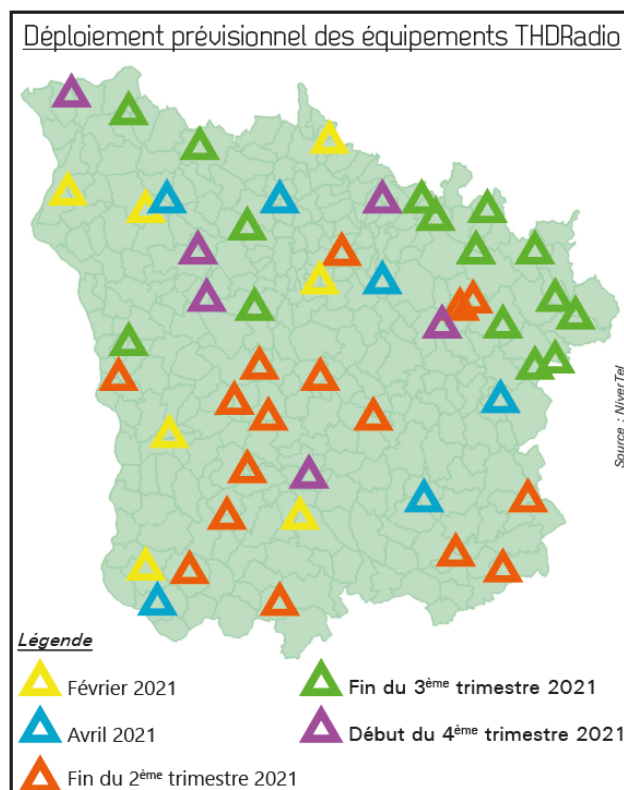 Déploiement prévisionnel des équipements THDRadio
Source : NiverTel
Légende
Février 2021
Avril 2021
Fin du 2ème trimestre 2021
Fin du 3ème trimestre 2021
Début du 4ème trimestre 2021